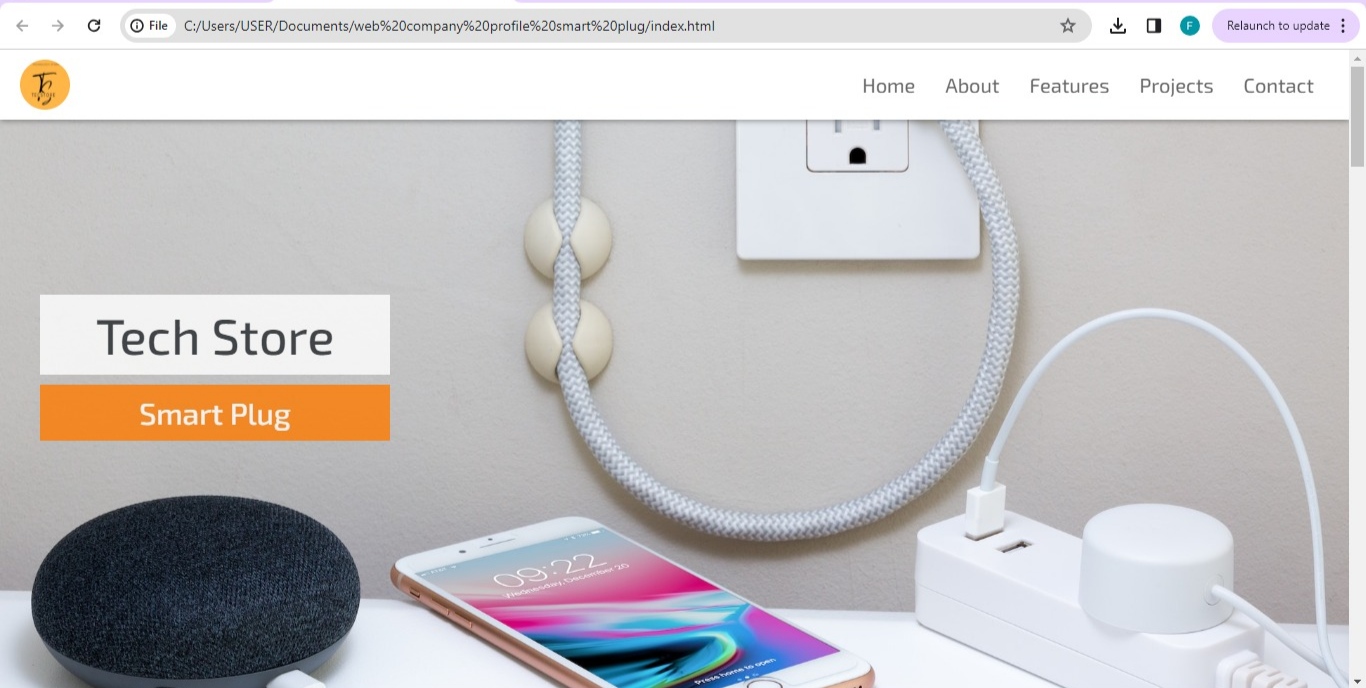 File
C:/Users/USER/Documents/web%20company%20profile%20smart%20plug/index.html
F
Relaunch to update
Home
About
Features
Projects
Contact
Tech Store
Smart Plug
09:22
Wednesday, December 20
Press home to open